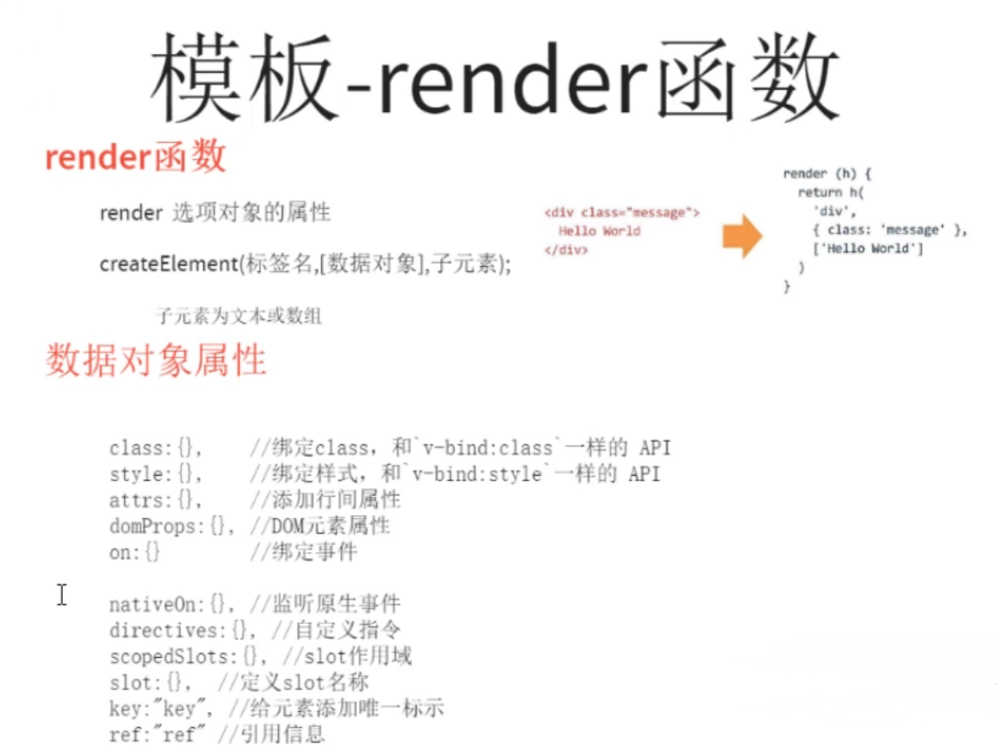 模板-render函数
render函数
render 选项对象的属性
createElement(标签名,[数据对象],子元素);
子元素为文本或数组
<div class="message">
Hello World
</div>
render (h) {
return h(
'div',
{ class: 'message' },
['Hello World']
)
}
数据对象属性
class:{}, //绑定class，和`v-bind:class`一样的 API
style:{}, //绑定样式，和`v-bind:style`一样的 API
attrs:{}, //添加行间属性
domProps:{}, //DOM元素属性
on:{} //绑定事件
nativeOn:{}, //监听原生事件
directives:{}, //自定义指令
scopedSlots:{}, //slot作用域
slot:{}, //定义slot名称
key:"key", //给元素添加唯一标示
ref:"ref" //引用信息